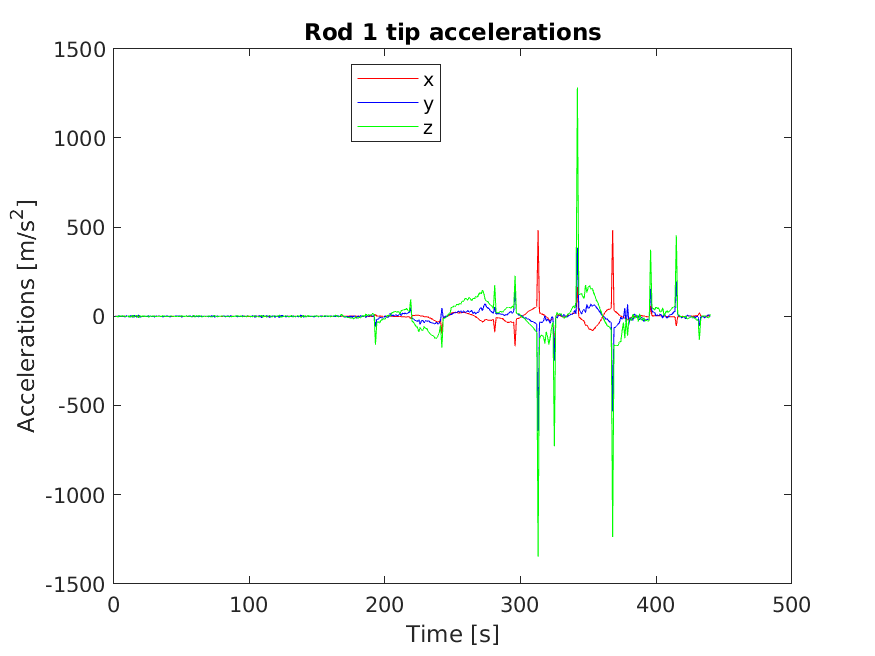 Rod 1 tip accelerations
1500
1000
500
0
-500
-1000
-1500
Accelerations [m/s²]
x
y
z
0 100 200 300 400 500
Time [s]